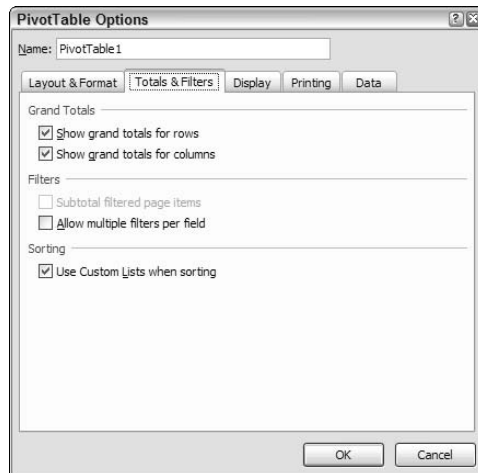 PivotTable Options
Name: PivotTable1
Layout & Format Totals & Filters Display Printing Data
Grand Totals
Show grand totals for rows
Show grand totals for columns
Filters
Subtotal filtered page items
Allow multiple filters per field
Sorting
Use Custom Lists when sorting
OK Cancel